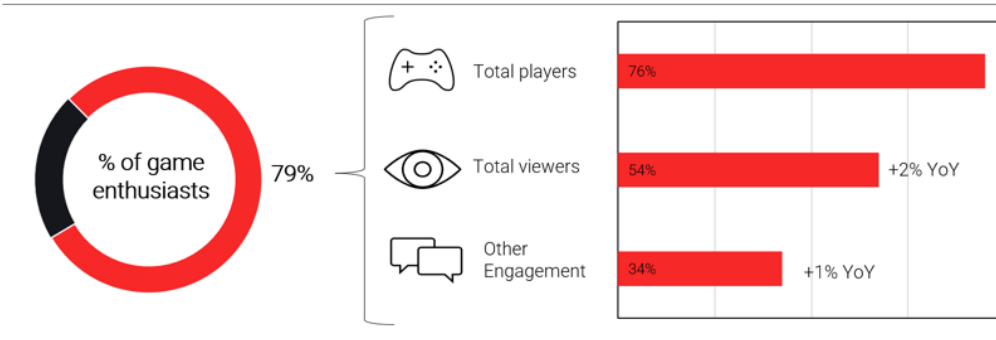 % of game
enthusiasts
79%
Total players
76%
Total viewers
54%
+2% YoY
Other
Engagement
34%
+1% YoY